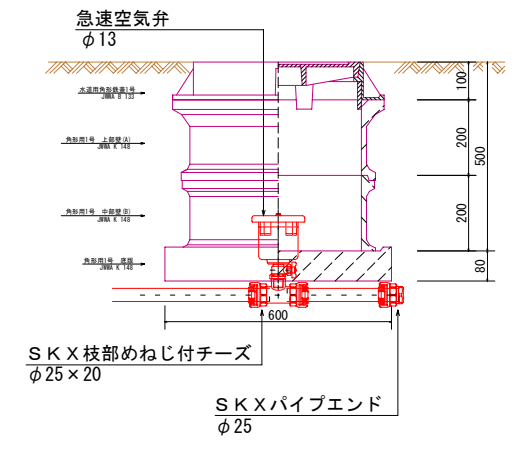 急速空気弁
φ13
水道用角形鉄蓋1号
JWWA B 133
角形用1号 上部壁(A)
JWWA K 148
角形用1号 中部壁(B)
JWWA K 148
角形用1号 底版
JWWA K 148
100
200
500
200
80
600
SKX枝部めねじ付チーズ
φ25×20
SKXパイプエンド
φ25